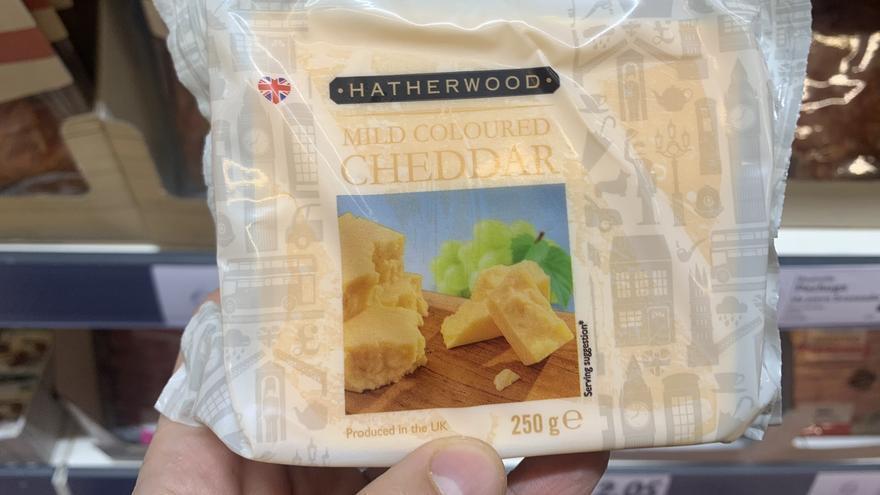 ·HATHERWOOD·
MILD COLOURED
CHEDDAR
Serving suggestion*
Produced in the UK
250 g e